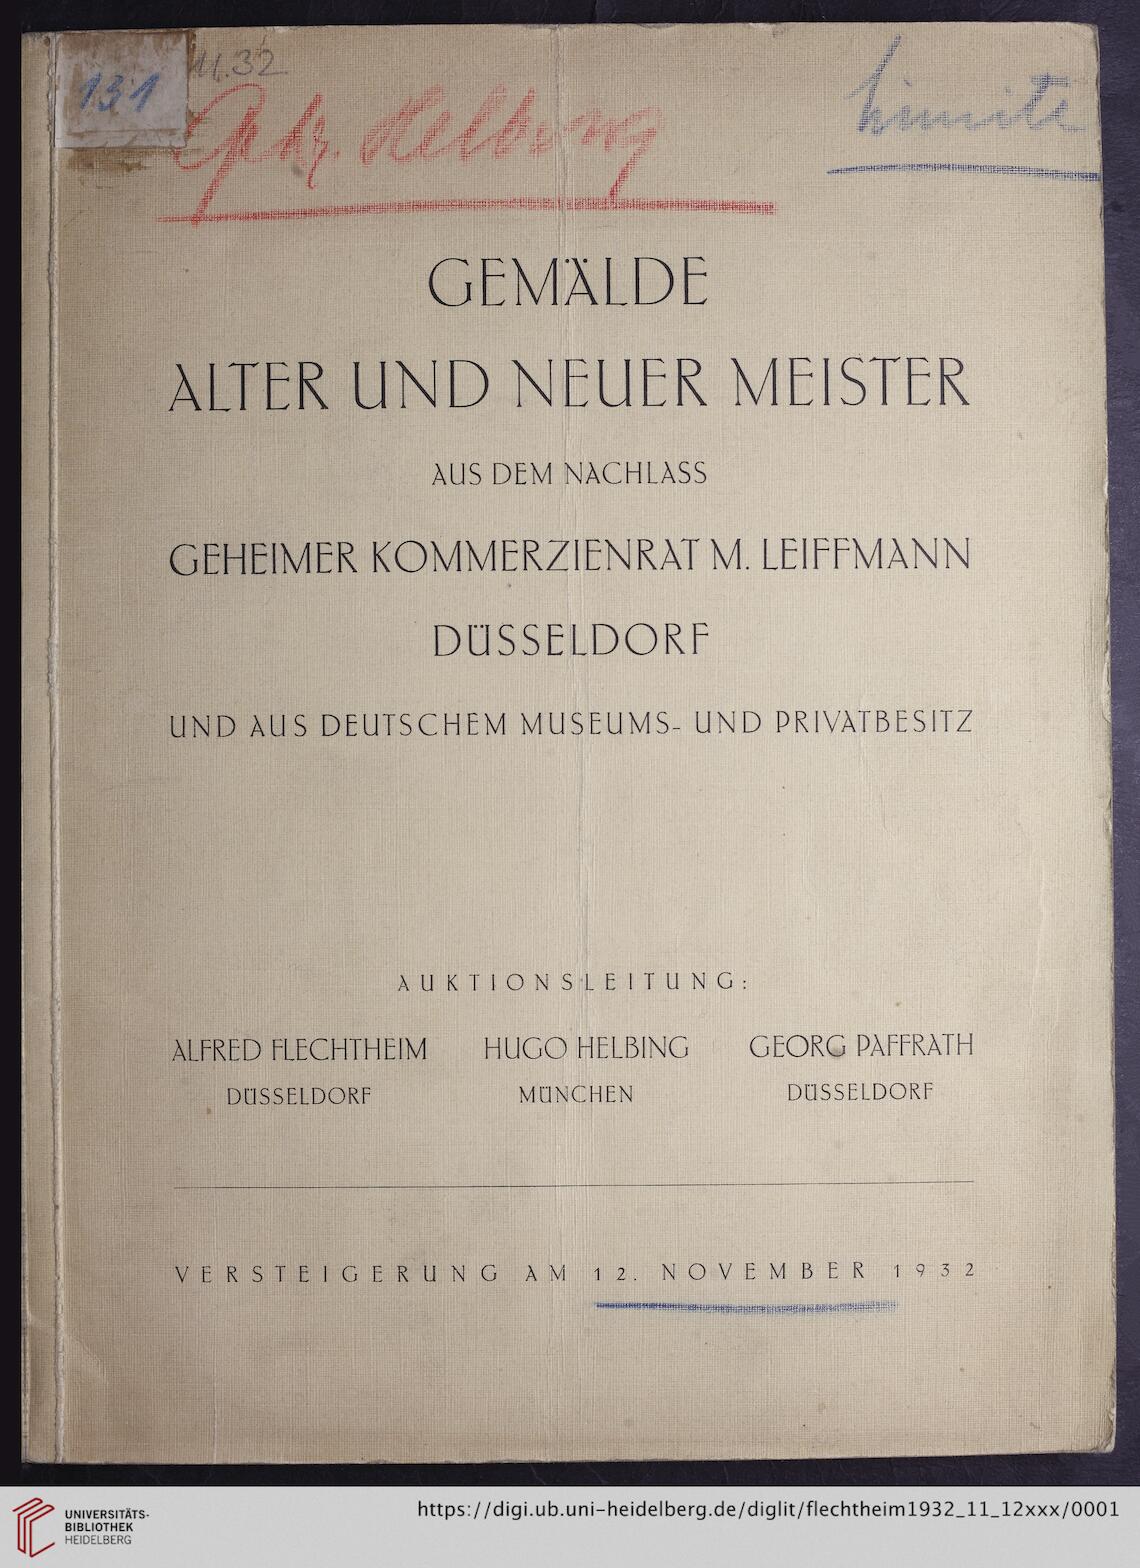 131
11.32
Limite
GEMÄLDE
ALTER UND NEUER MEISTER
AUS DEM NACHLASS
GEHEIMER KOMMERZIENRAT M. LEIFFMANN
DÜSSELDORF
UND AUS DEUTSCHEM MUSEUMS- UND PRIVATBESITZ
AUKTIONSLEITUNG:
ALFRED FLECHTHEIM HUGO HELBING GEORG PAFFRATH
DÜSSELDORF MÜNCHEN DÜSSELDORF
VERSTEIGERUNG AM 12. NOVEMBER 1932
UNIVERSITÄTS-
BIBLIOTHEK
HEIDELBERG
https://digi.ub.uni-heidelberg.de/diglit/flechtheim1932_11_12xxx/0001